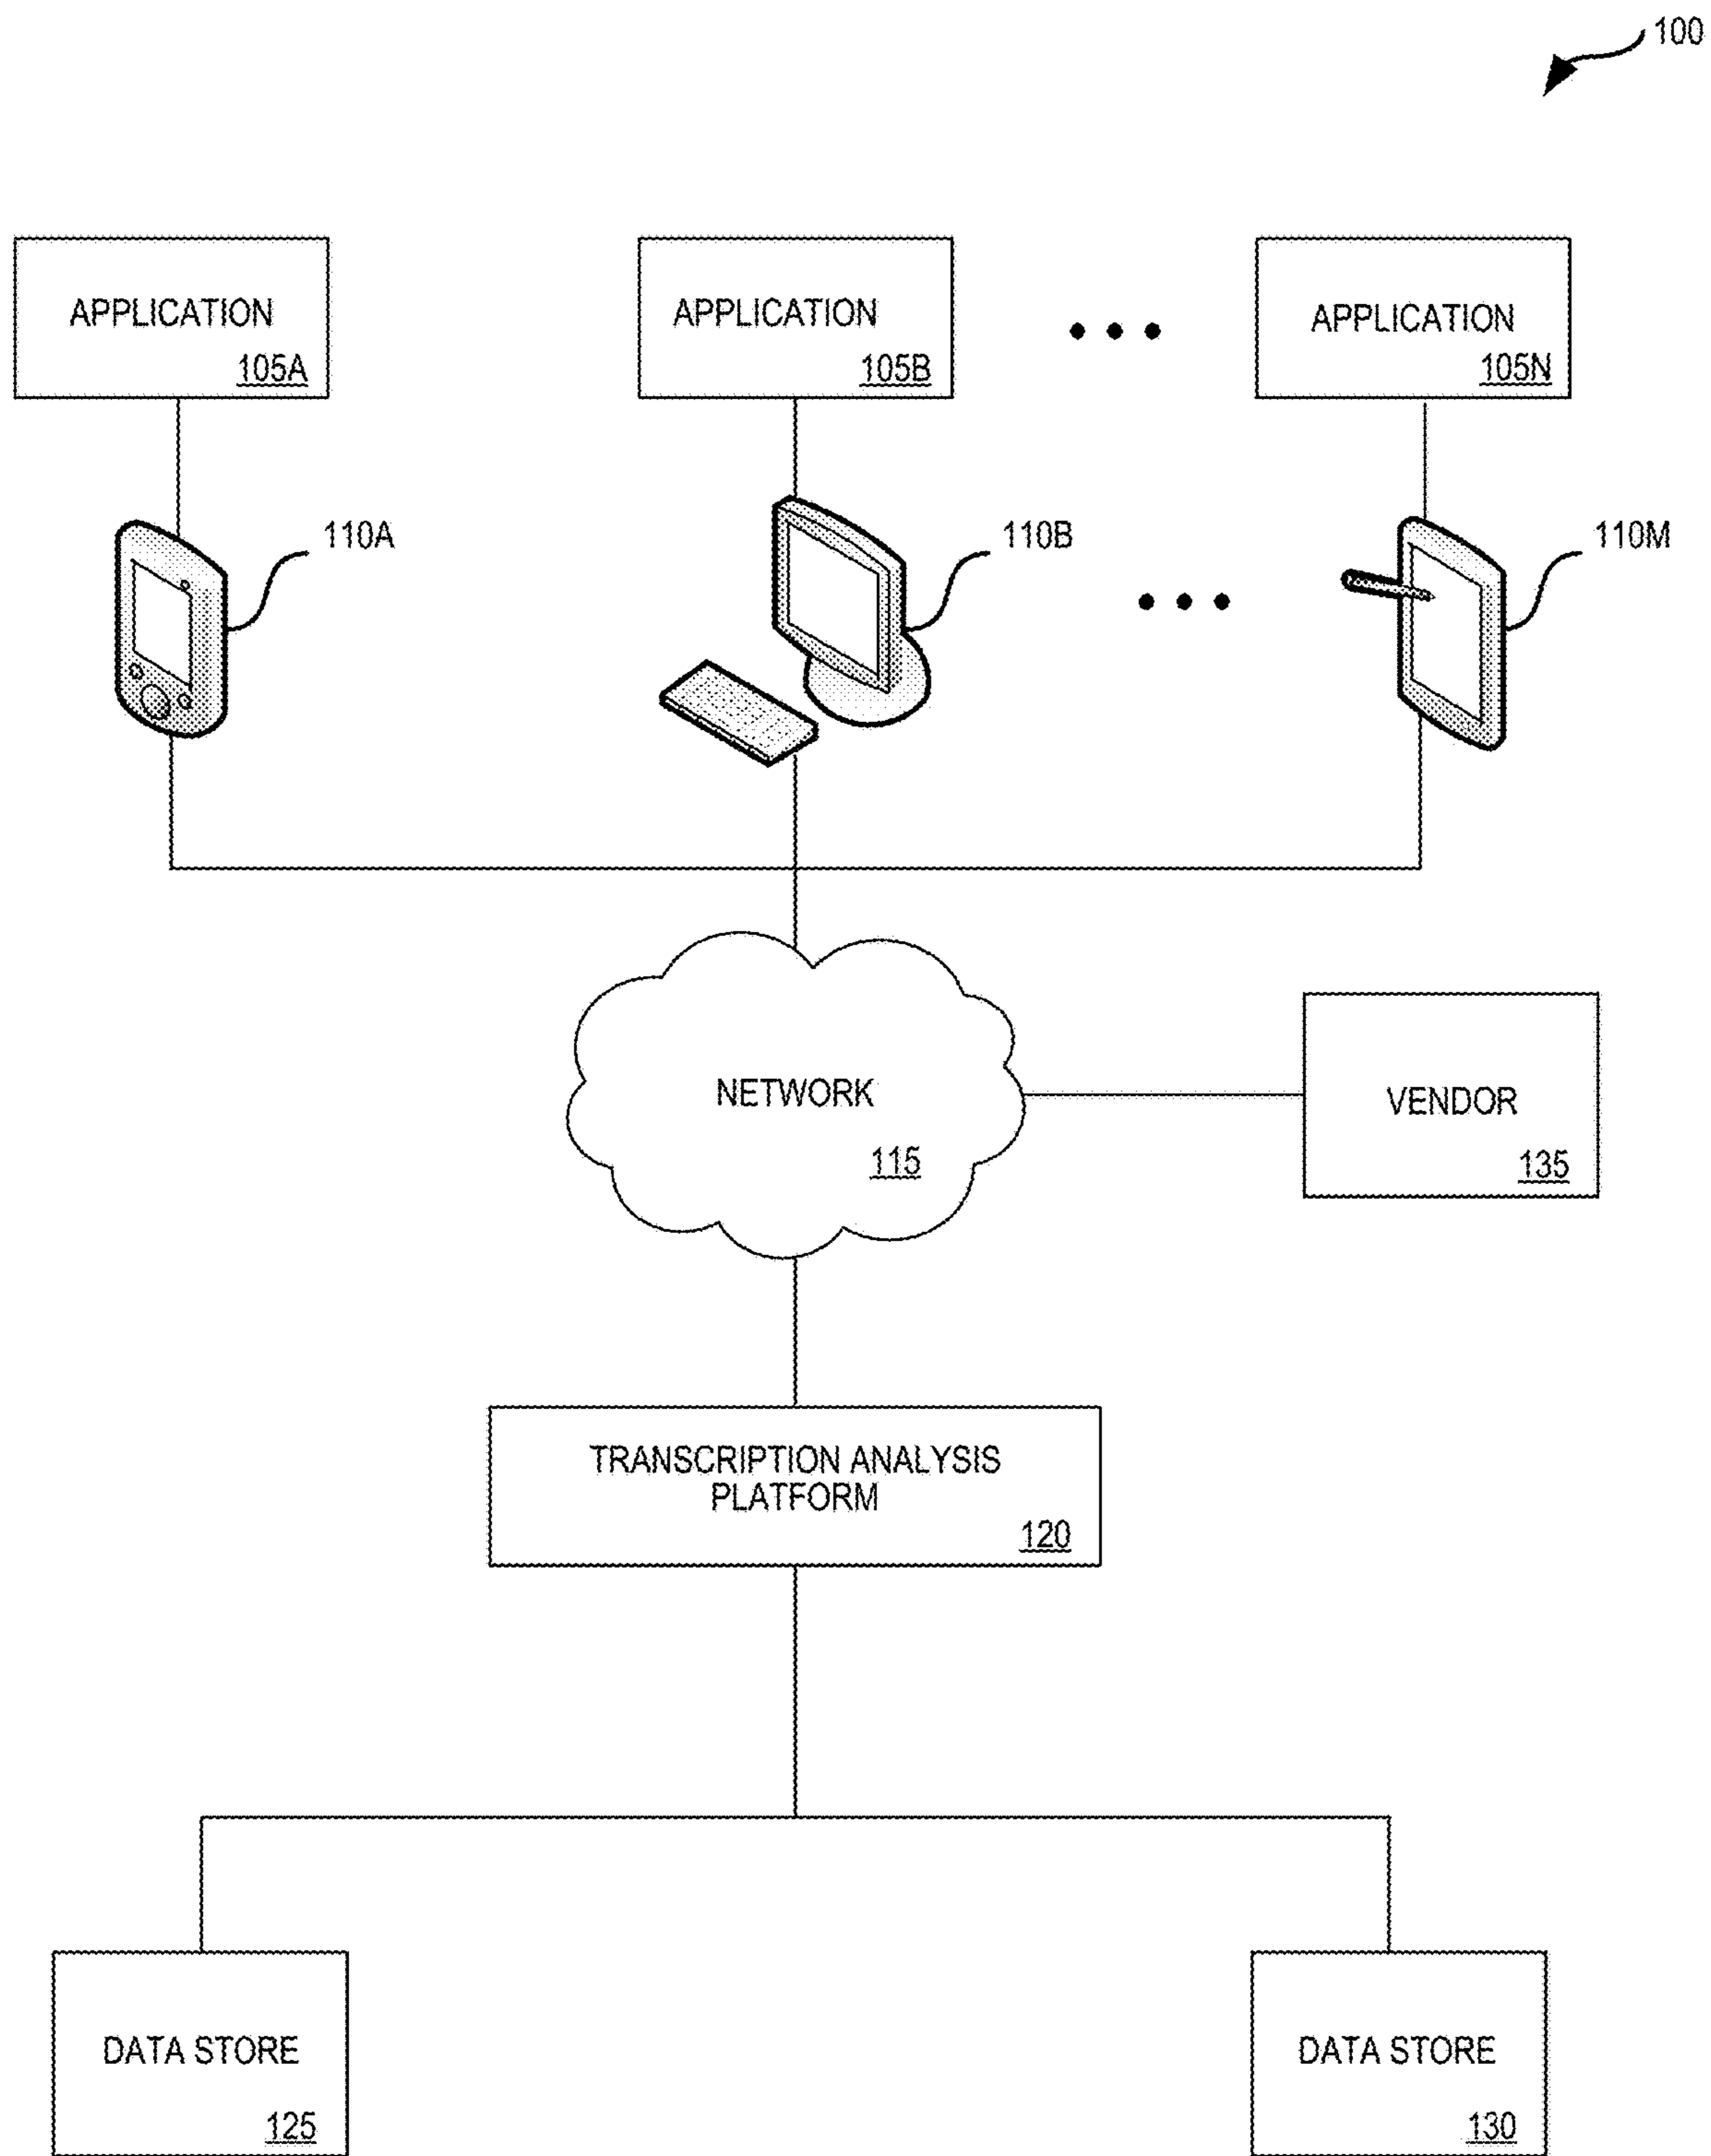 100
APPLICATION
105A
APPLICATION
105B
APPLICATION
105N
110A
110B
110M
NETWORK
115
VENDOR
135
TRANSCRIPTION ANALYSIS
PLATFORM
120
DATA STORE
125
DATA STORE
130